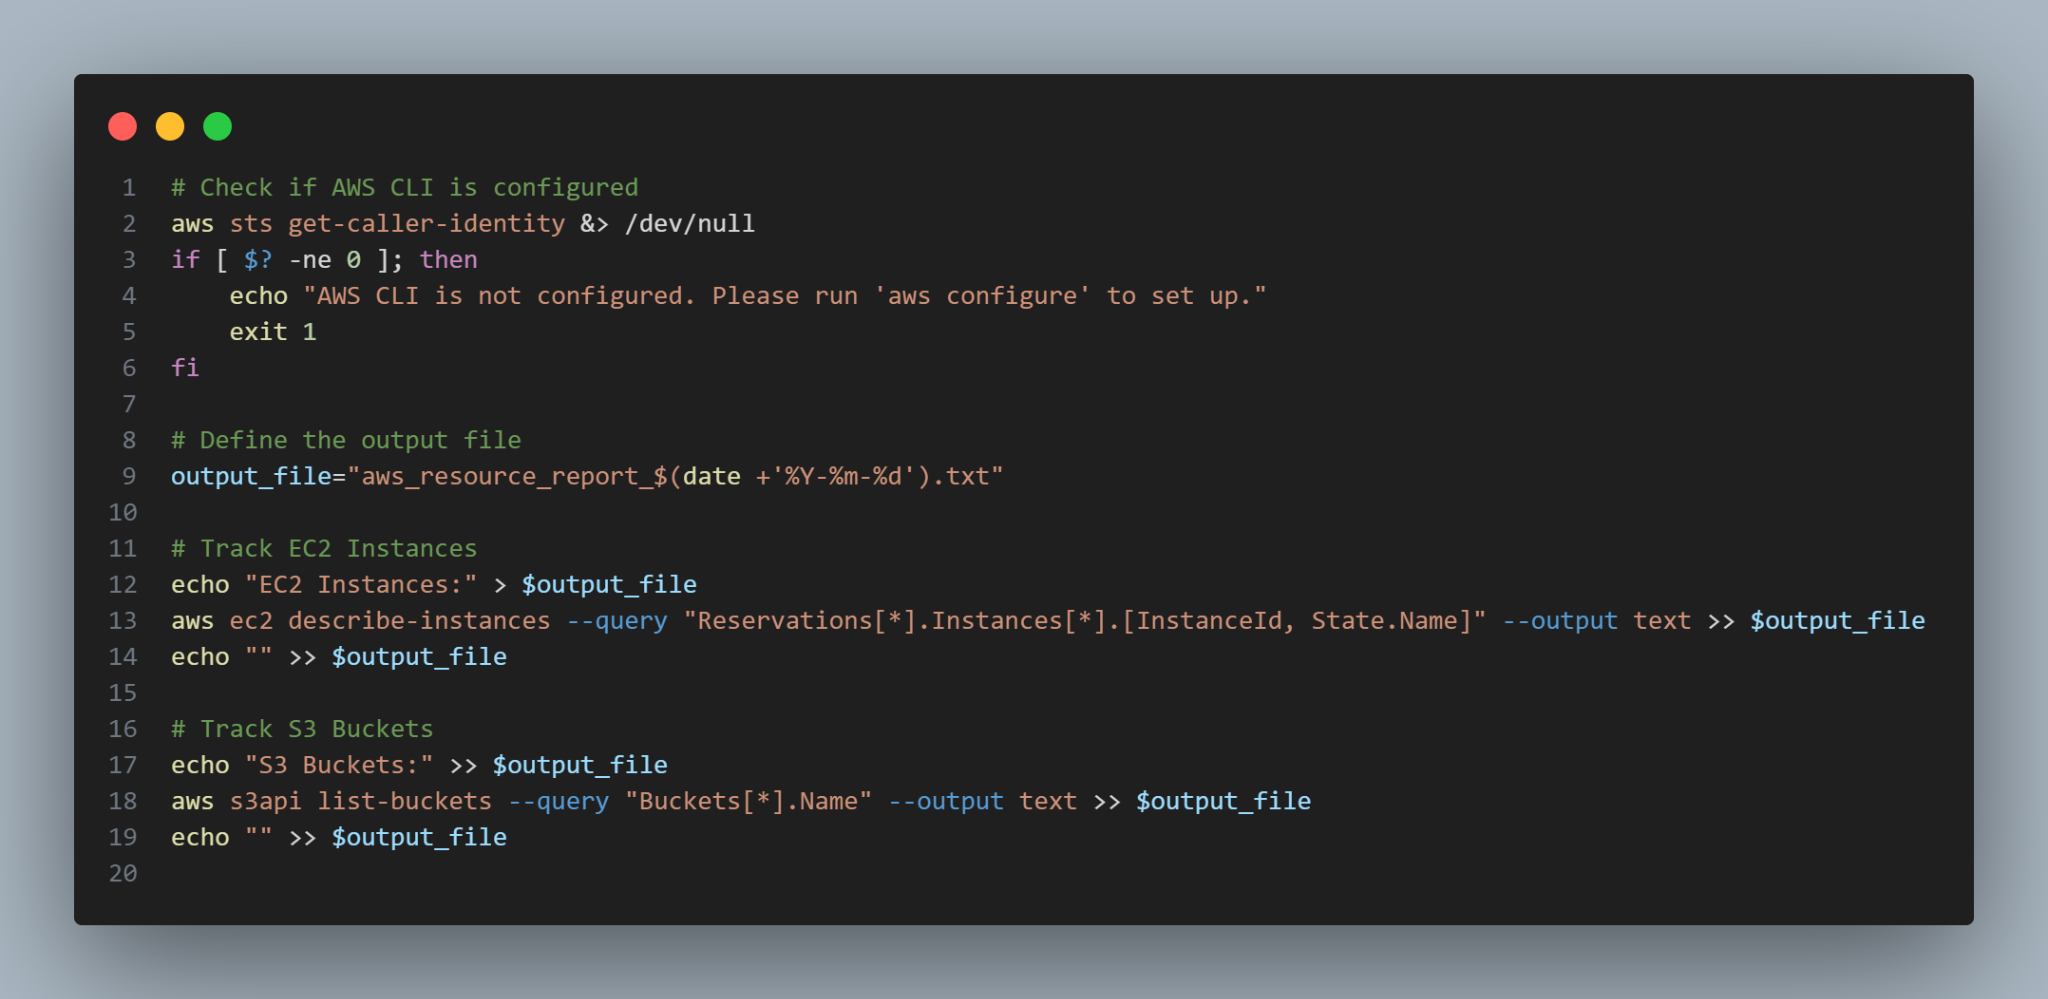 1 # Check if AWS CLI is configured
2 aws sts get-caller-identity &> /dev/null
3 if [ $? -ne 0 ]; then
4     echo "AWS CLI is not configured. Please run 'aws configure' to set up."
5     exit 1
6 fi
7
8 # Define the output file
9 output_file="aws_resource_report_$(date +'%Y-%m-%d').txt"
10
11 # Track EC2 Instances
12 echo "EC2 Instances:" > $output_file
13 aws ec2 describe-instances --query "Reservations[*].Instances[*].[InstanceId, State.Name]" --output text >> $output_file
14 echo "" >> $output_file
15
16 # Track S3 Buckets
17 echo "S3 Buckets:" >> $output_file
18 aws s3api list-buckets --query "Buckets[*].Name" --output text >> $output_file
19 echo "" >> $output_file
20